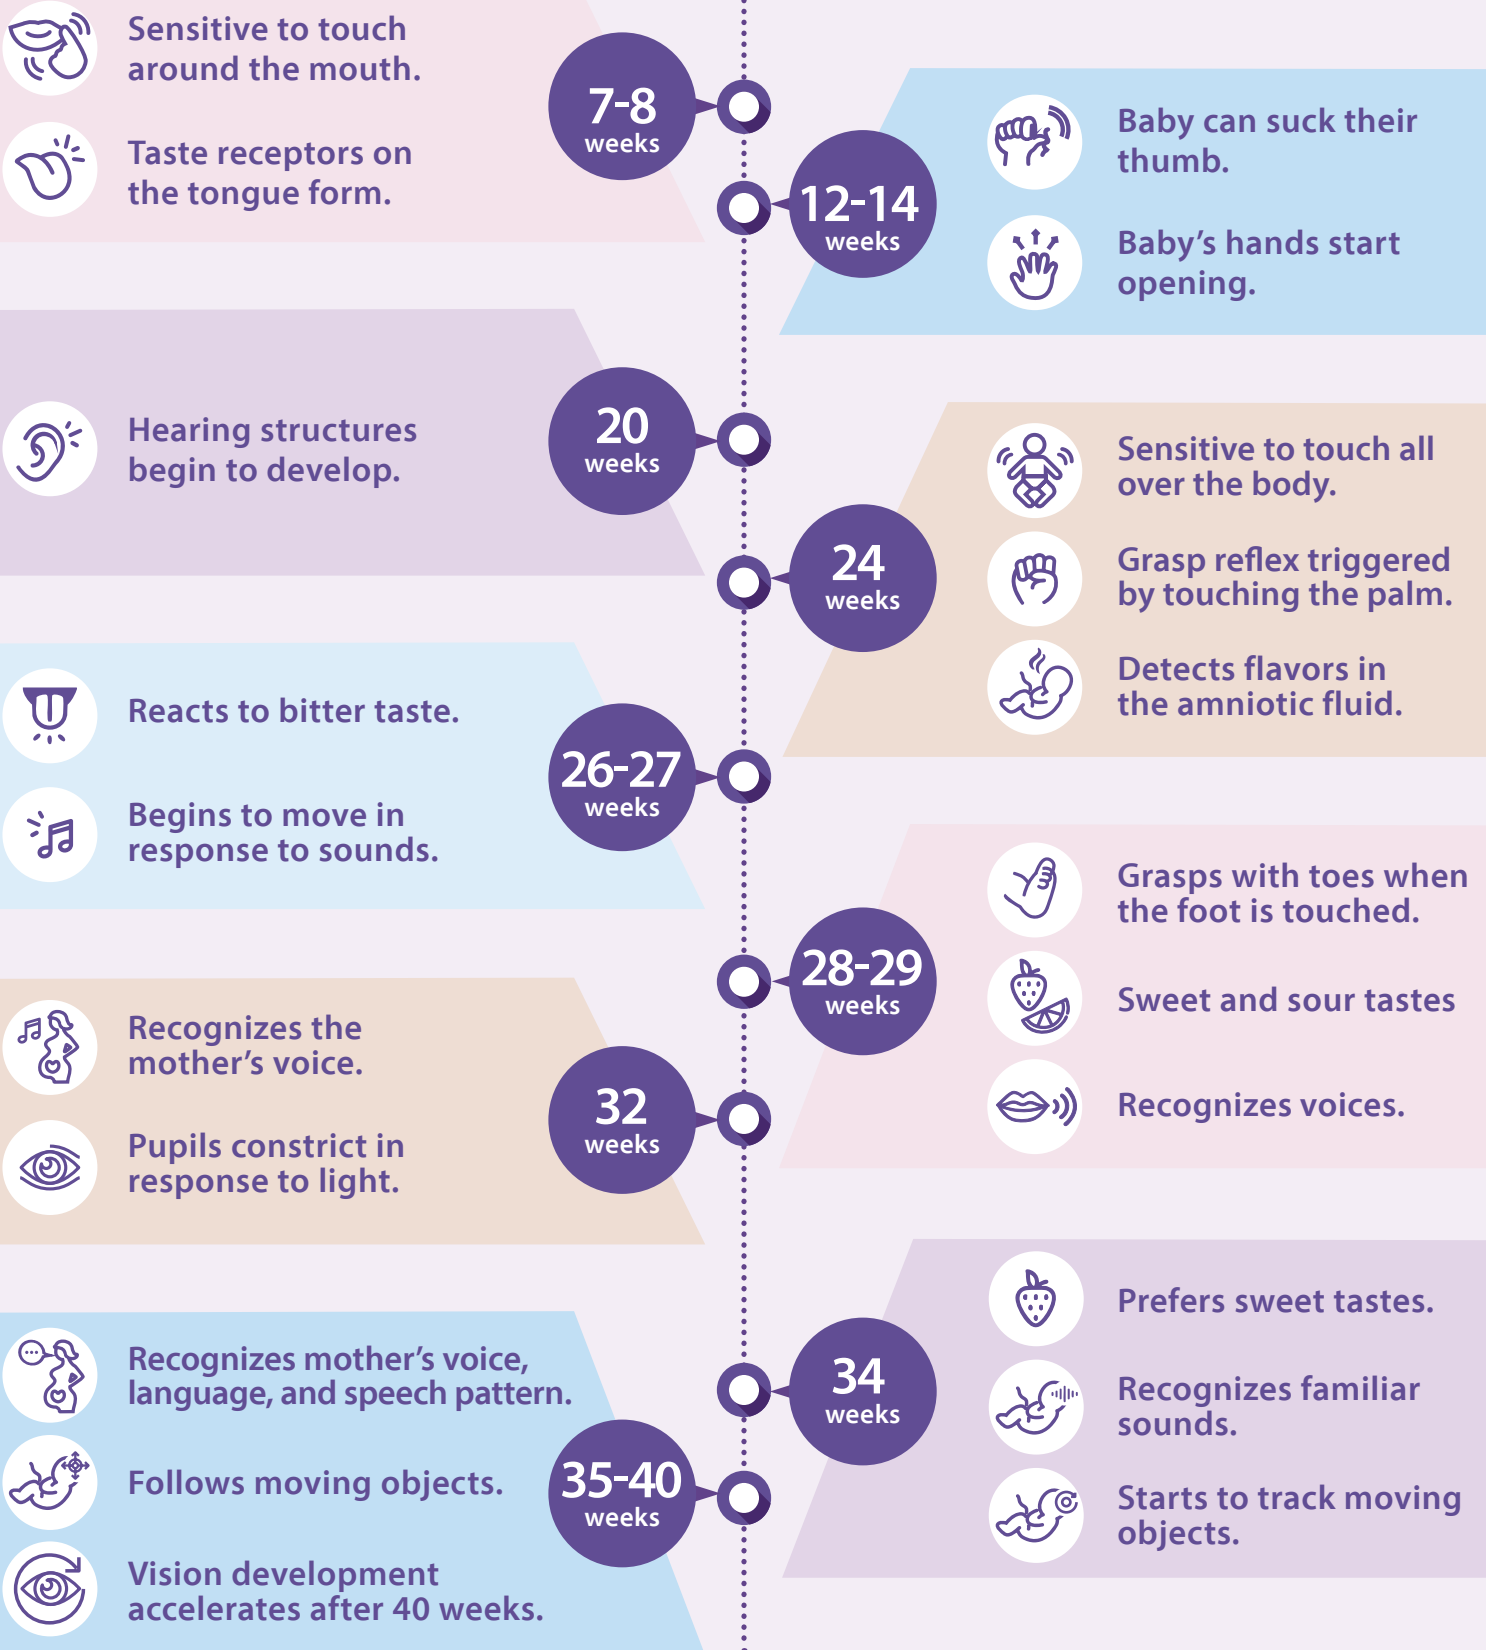 Sensitive to touch
around the mouth.
Taste receptors on
the tongue form.
7-8
weeks
12-14
weeks
Baby can suck their
thumb.
Baby’s hands start
opening.
Hearing structures
begin to develop.
20
weeks
24
weeks
Sensitive to touch all
over the body.
Grasp reflex triggered
by touching the palm.
Detects flavors in
the amniotic fluid.
Reacts to bitter taste.
Begins to move in
response to sounds.
26-27
weeks
28-29
weeks
Grasps with toes when
the foot is touched.
Sweet and sour tastes
Recognizes voices.
Recognizes the
mother’s voice.
Pupils constrict in
response to light.
32
weeks
34
weeks
Prefers sweet tastes.
Recognizes familiar
sounds.
Starts to track moving
objects.
Recognizes mother’s voice,
language, and speech pattern.
Follows moving objects.
Vision development
accelerates after 40 weeks.
35-40
weeks